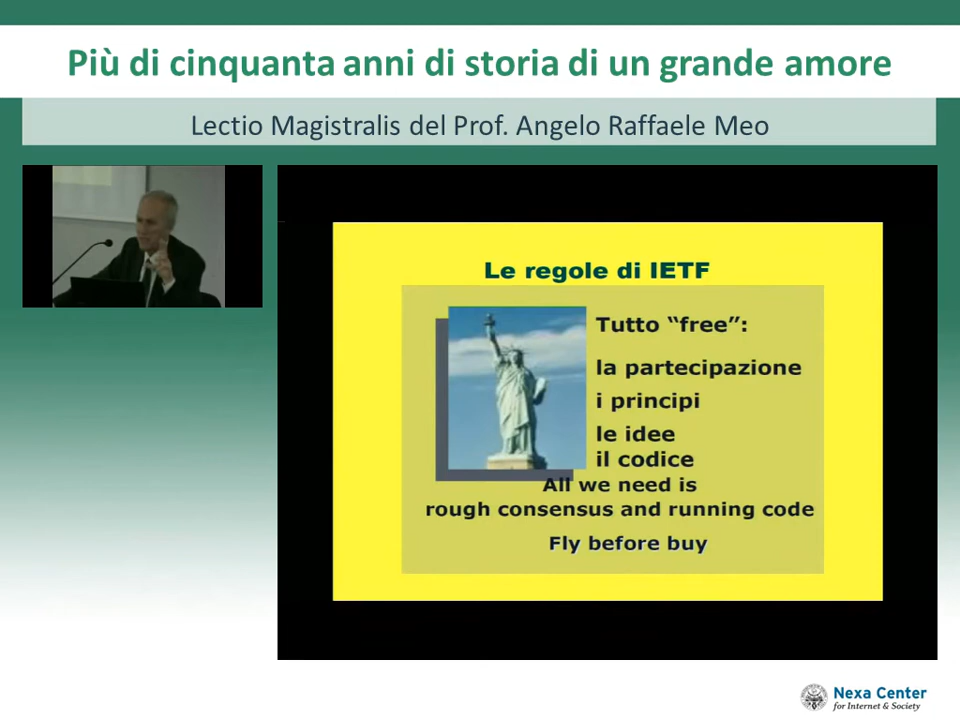 Più di cinquanta anni di storia di un grande amore
Lectio Magistralis del Prof. Angelo Raffaele Meo
Le regole di IETF
Tutto “free”:
la partecipazione
i principi
le idee
il codice
All we need is
rough consensus and running code
Fly before buy
Nexa Center
for Internet & Society